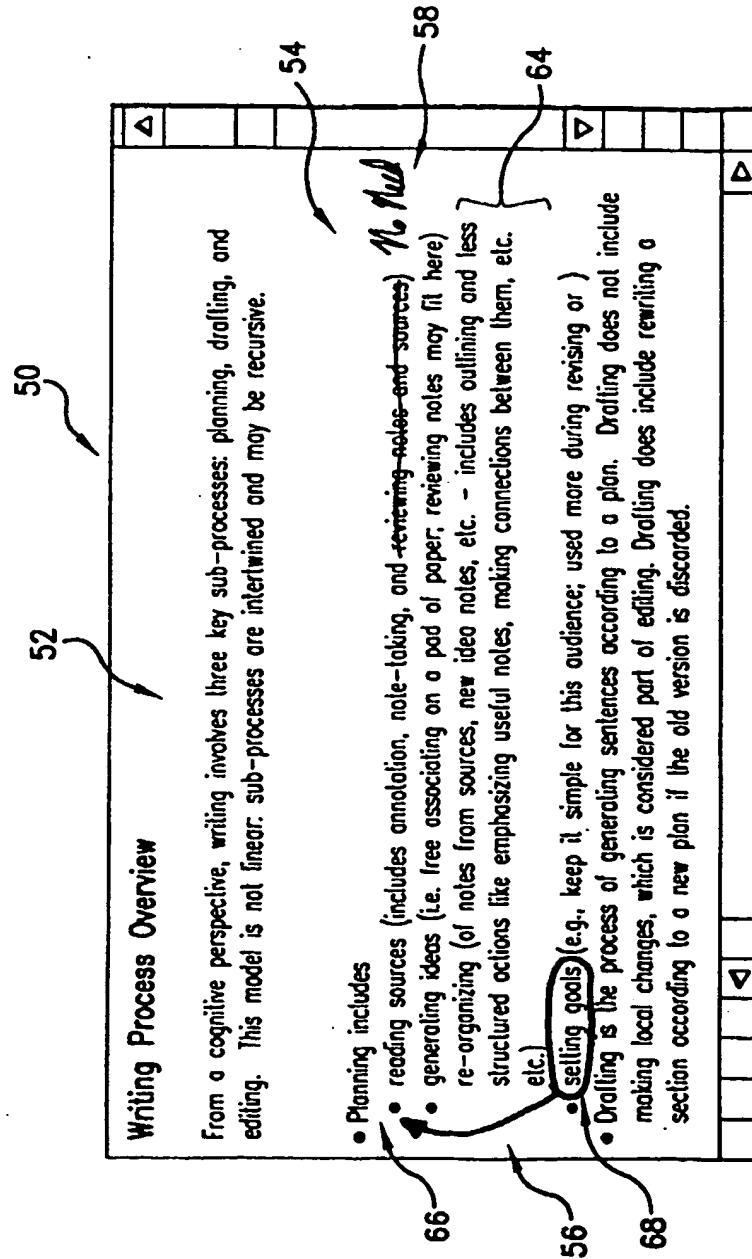 50
52
54
Writing Process Overview
From a cognitive perspective, writing involves three key sub-processes: planning, drafting, and
editing. This model is not linear: sub-processes are intertwined and may be recursive.
• Planning includes
• reading sources (includes annotation, note-taking, and reviewing notes and sources) No Need
58
• generating ideas (i.e. free associating on a pad of paper; reviewing notes may fit here)
re-organizing (of notes from sources, new idea notes, etc. – includes outlining and less
structured actions like emphasizing useful notes, making connections between them, etc.
etc.)
64
• setting goals (e.g., keep it simple for this audience; used more during revising or )
• Drafting is the process of generating sentences according to a plan. Drafting does not include
making local changes, which is considered part of editing. Drafting does include rewriting a
section according to a new plan if the old version is discarded.
66
56
68